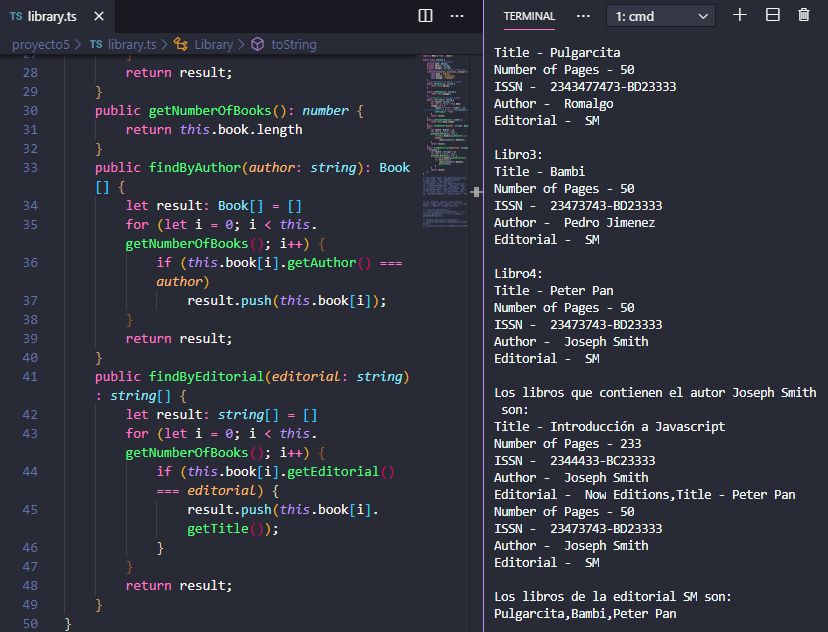 TS library.ts ×
proyecto5 > TS library.ts > Library > toString
27 }
28 return result;
29 }
30 public getNumberOfBooks(): number {
31 return this.book.length
32 }
33 public findByAuthor(author: string): Book
[] {
34 let result: Book[] = []
35 for (let i = 0; i < this.
getNumberOfBooks(); i++) {
36 if (this.book[i].getAuthor() ===
author)
37 result.push(this.book[i]);
38 }
39 return result;
40 }
41 public findByEditorial(editorial: string)
: string[] {
42 let result: string[] = []
43 for (let i = 0; i < this.
getNumberOfBooks(); i++) {
44 if (this.book[i].getEditorial()
=== editorial) {
45 result.push(this.book[i].
getTitle());
46 }
47 }
48 return result;
49 }
50 }
TERMINAL ··· 1: cmd
Title - Pulgarcita
Number of Pages - 50
ISSN -  2343477473-BD23333
Author -  Romalgo
Editorial -  SM
Libro3:
Title - Bambi
Number of Pages - 50
ISSN -  23473743-BD23333
Author -  Pedro Jimenez
Editorial -  SM
Libro4:
Title - Peter Pan
Number of Pages - 50
ISSN -  23473743-BD23333
Author -  Joseph Smith
Editorial -  SM
Los libros que contienen el autor Joseph Smith
son:
Title - Introducción a Javascript
Number of Pages - 233
ISSN -  2344433-BC23333
Author -  Joseph Smith
Editorial -  Now Editions,Title - Peter Pan
Number of Pages - 50
ISSN -  23473743-BD23333
Author -  Joseph Smith
Editorial -  SM
Los libros de la editorial SM son:
Pulgarcita,Bambi,Peter Pan